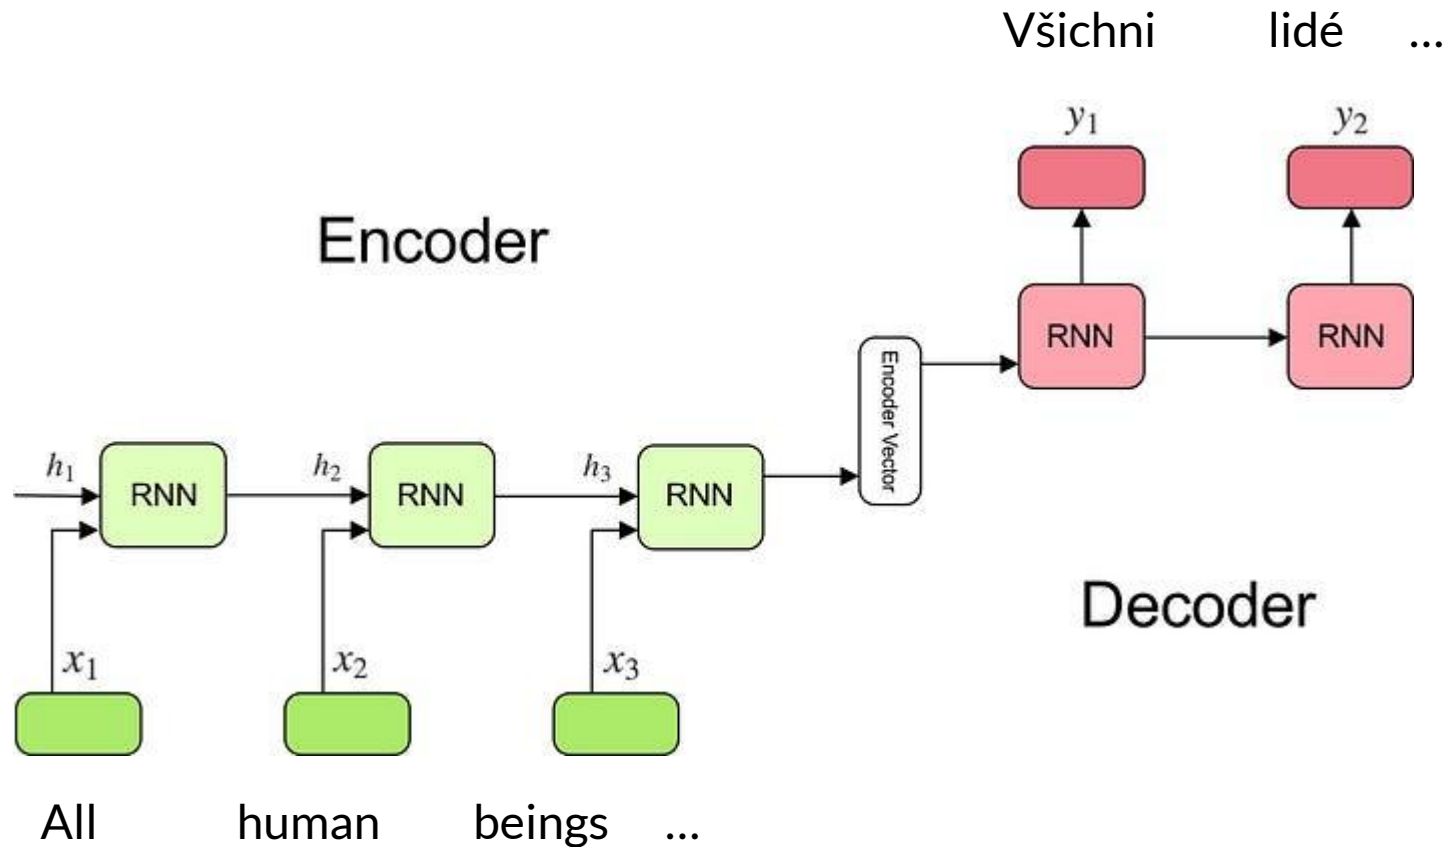 Všichni lidé ...
y1 y2
Encoder
RNN RNN
Encoder Vector
h1 RNN h2 RNN h3 RNN
Decoder
x1 x2 x3
All human beings ...